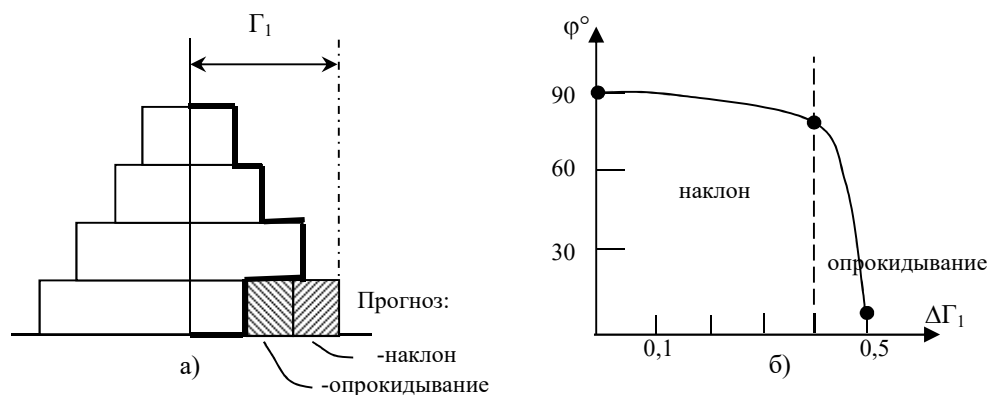 Г₁
Прогноз:
-наклон
-опрокидывание
а)
φ°
90
60
30
наклон
опрокидывание
ΔГ₁
0,1
0,5
б)